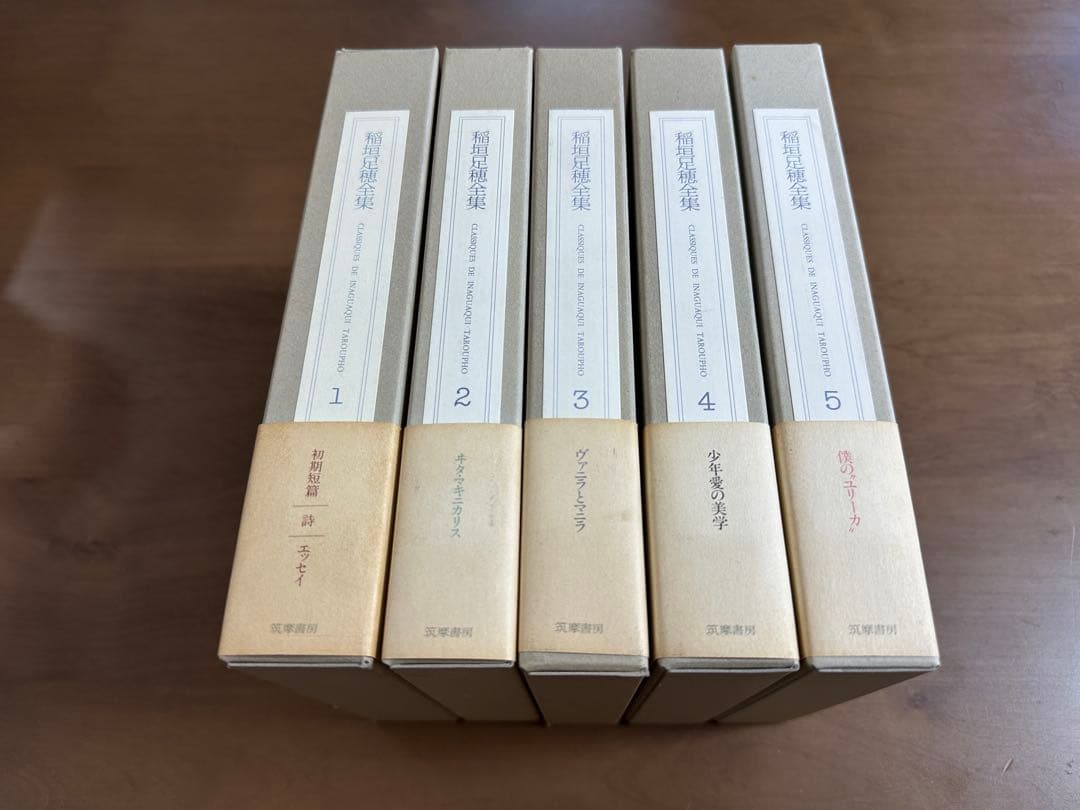 稲垣足穂全集
CLASSIQUES DE INAGUAQUI TAROUPHO
1
初期短篇
詩
エッセイ
筑摩書房
稲垣足穂全集
CLASSIQUES DE INAGUAQUI TAROUPHO
2
ヰタ・マキニカリス
筑摩書房
稲垣足穂全集
CLASSIQUES DE INAGUAQUI TAROUPHO
3
ヴァニラとマニラ
筑摩書房
稲垣足穂全集
CLASSIQUES DE INAGUAQUI TAROUPHO
4
少年愛の美学
筑摩書房
稲垣足穂全集
CLASSIQUES DE INAGUAQUI TAROUPHO
5
僕の〝ユリーカ〟
筑摩書房